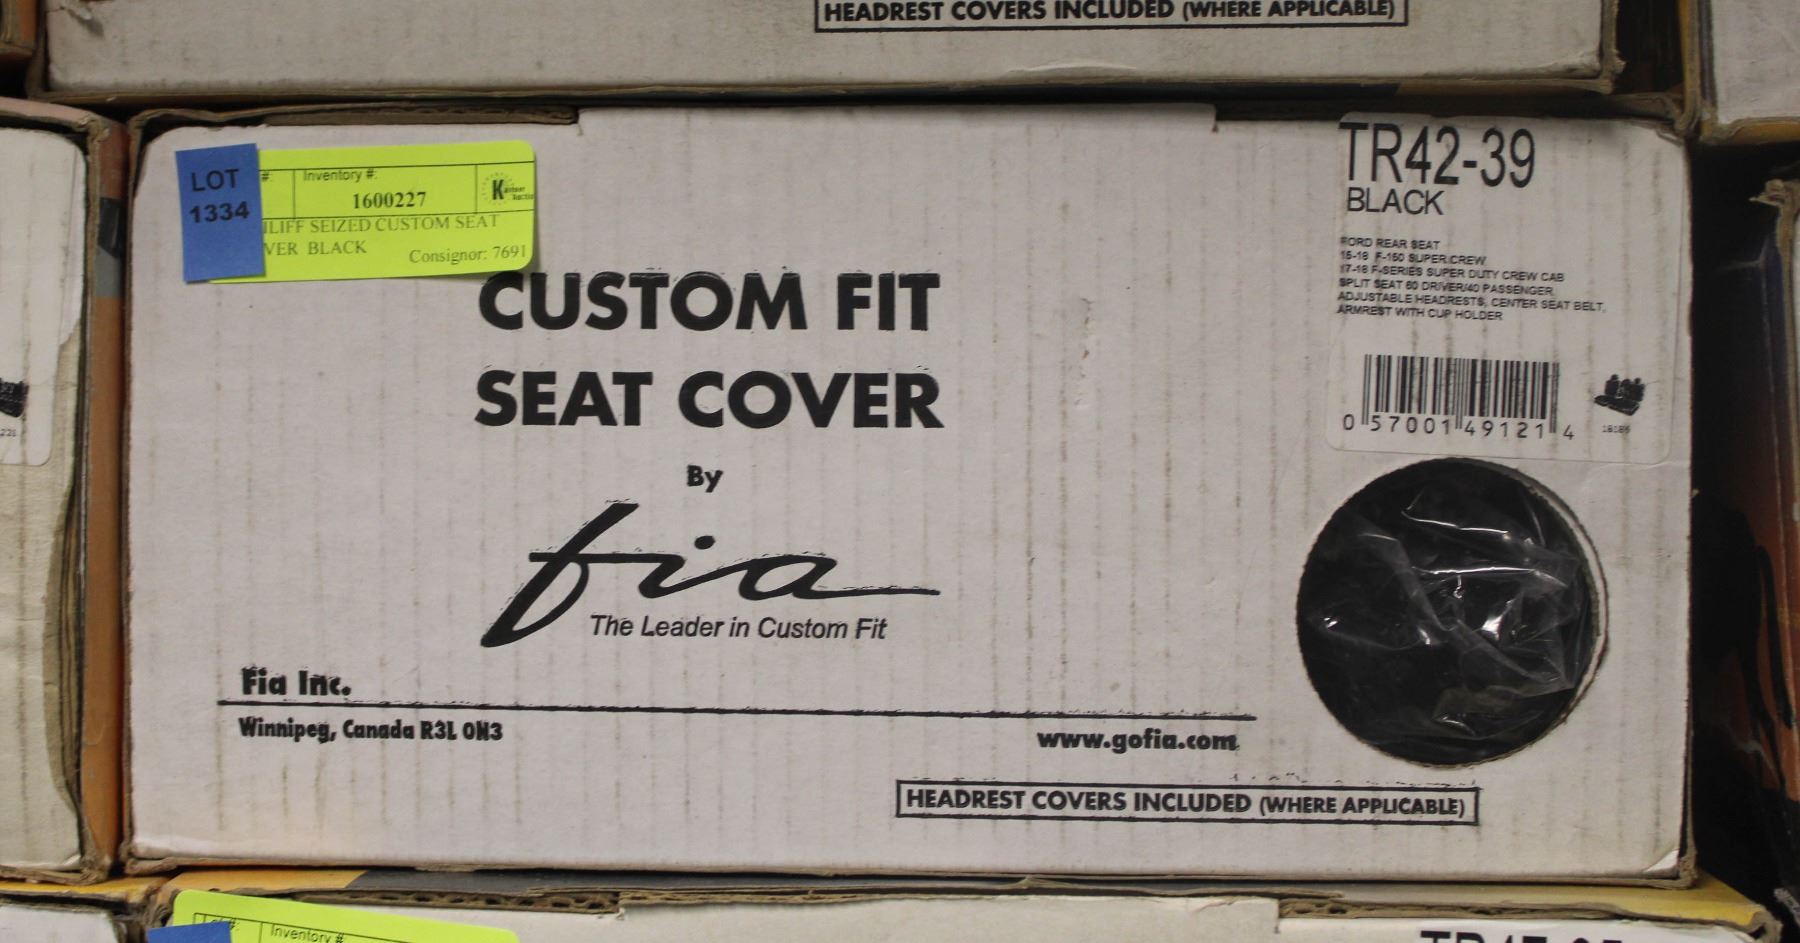 HEADREST COVERS INCLUDED (WHERE APPLICABLE)
LOT
1334
#: Inventory #:
1600227
ILIFF SEIZED CUSTOM SEAT
VER BLACK
Consignor: 7691
TR42-39
BLACK
FORD REAR SEAT
15-18 F-150 SUPER CREW
17-18 F-SERIES SUPER DUTY CREW CAB
SPLIT SEAT 60 DRIVER/40 PASSENGER,
ADJUSTABLE HEADRESTS, CENTER SEAT BELT,
ARMREST WITH CUP HOLDER
0 57001 49121 4
CUSTOM FIT
SEAT COVER
By
fia
The Leader in Custom Fit
Fia Inc.
Winnipeg, Canada R3L 0N3
www.gofia.com
HEADREST COVERS INCLUDED (WHERE APPLICABLE)
Inventory #